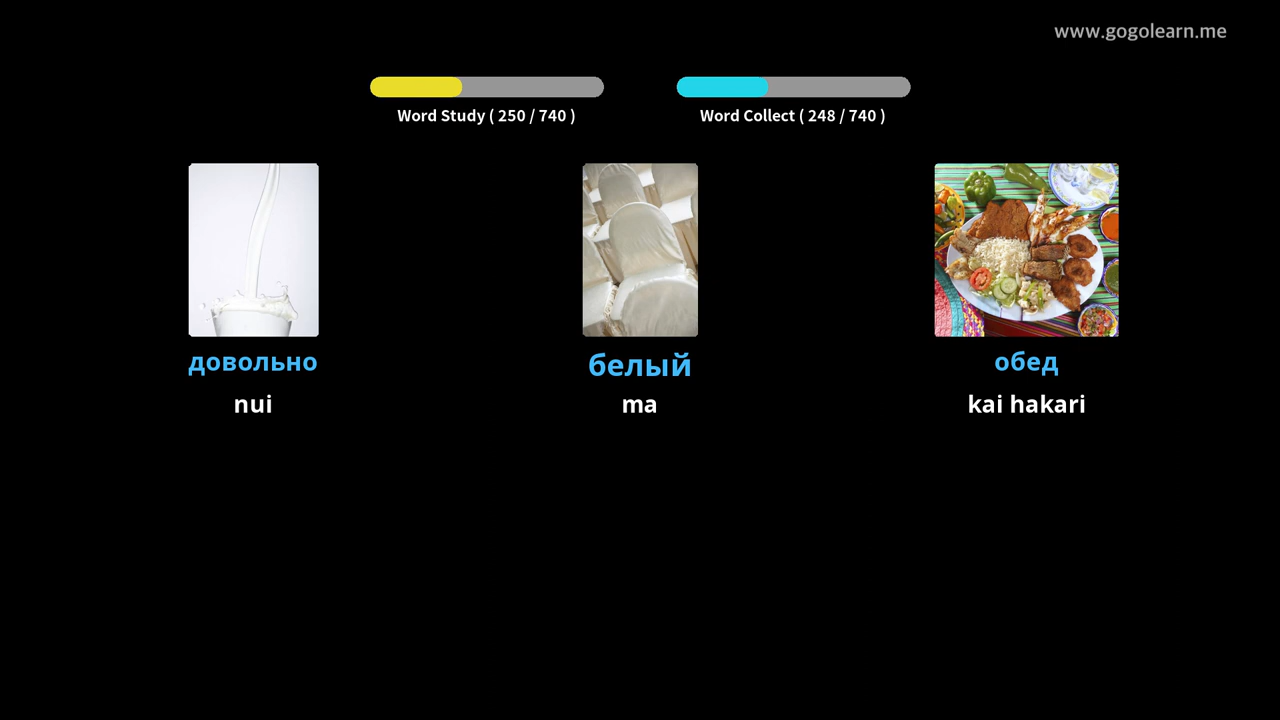 www.gogolearn.me
Word Study ( 250 / 740 )
Word Collect ( 248 / 740 )
довольно
белый
обед
nui
ma
kai hakari